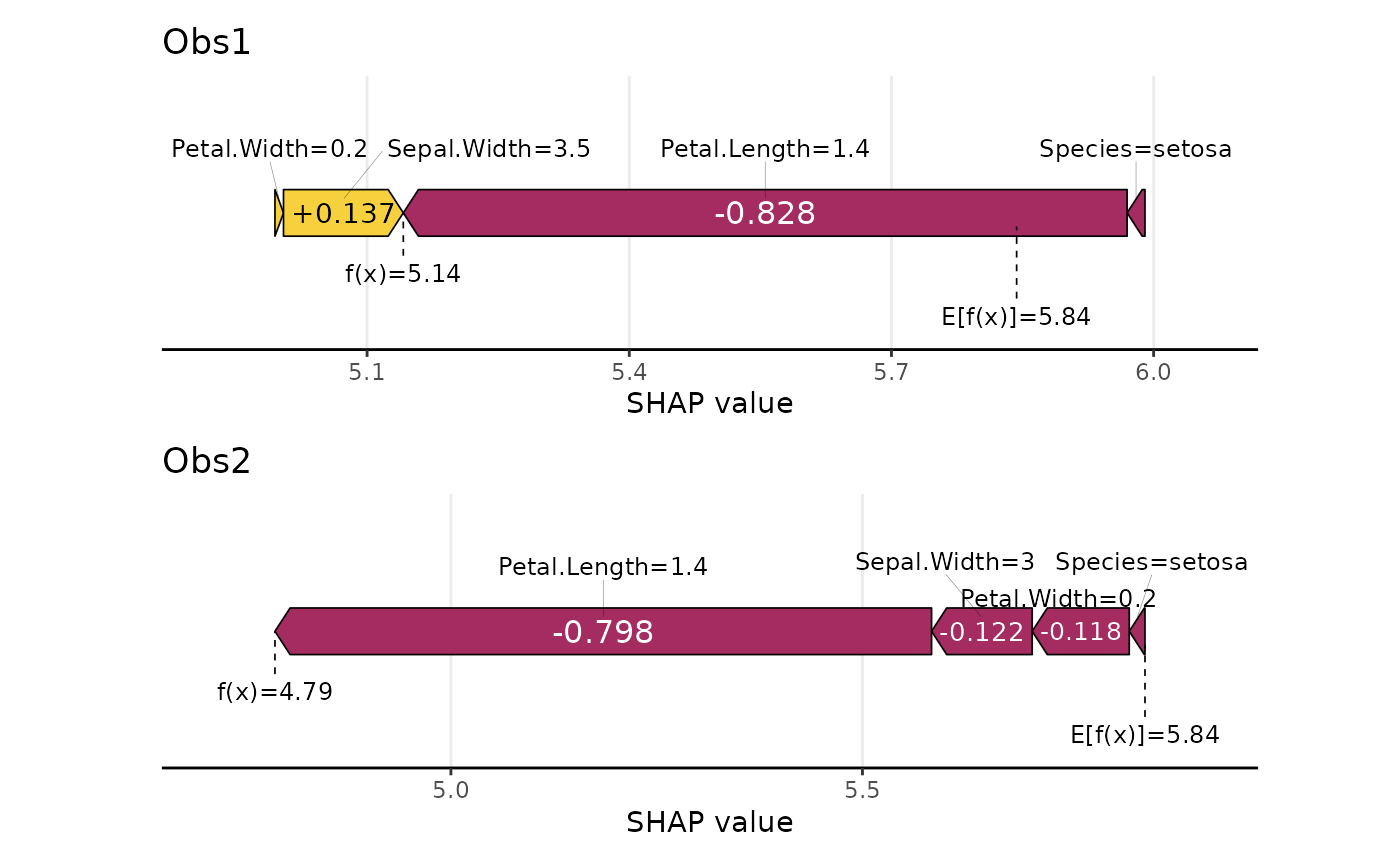 Obs1
Petal.Width=0.2 Sepal.Width=3.5 Petal.Length=1.4 Species=setosa
+0.137 -0.828
f(x)=5.14
E[f(x)]=5.84
5.1 5.4 5.7 6.0
SHAP value
Obs2
Petal.Length=1.4 Sepal.Width=3 Species=setosa
Petal.Width=0.2
-0.798 -0.122 -0.118
f(x)=4.79
E[f(x)]=5.84
5.0 5.5
SHAP value